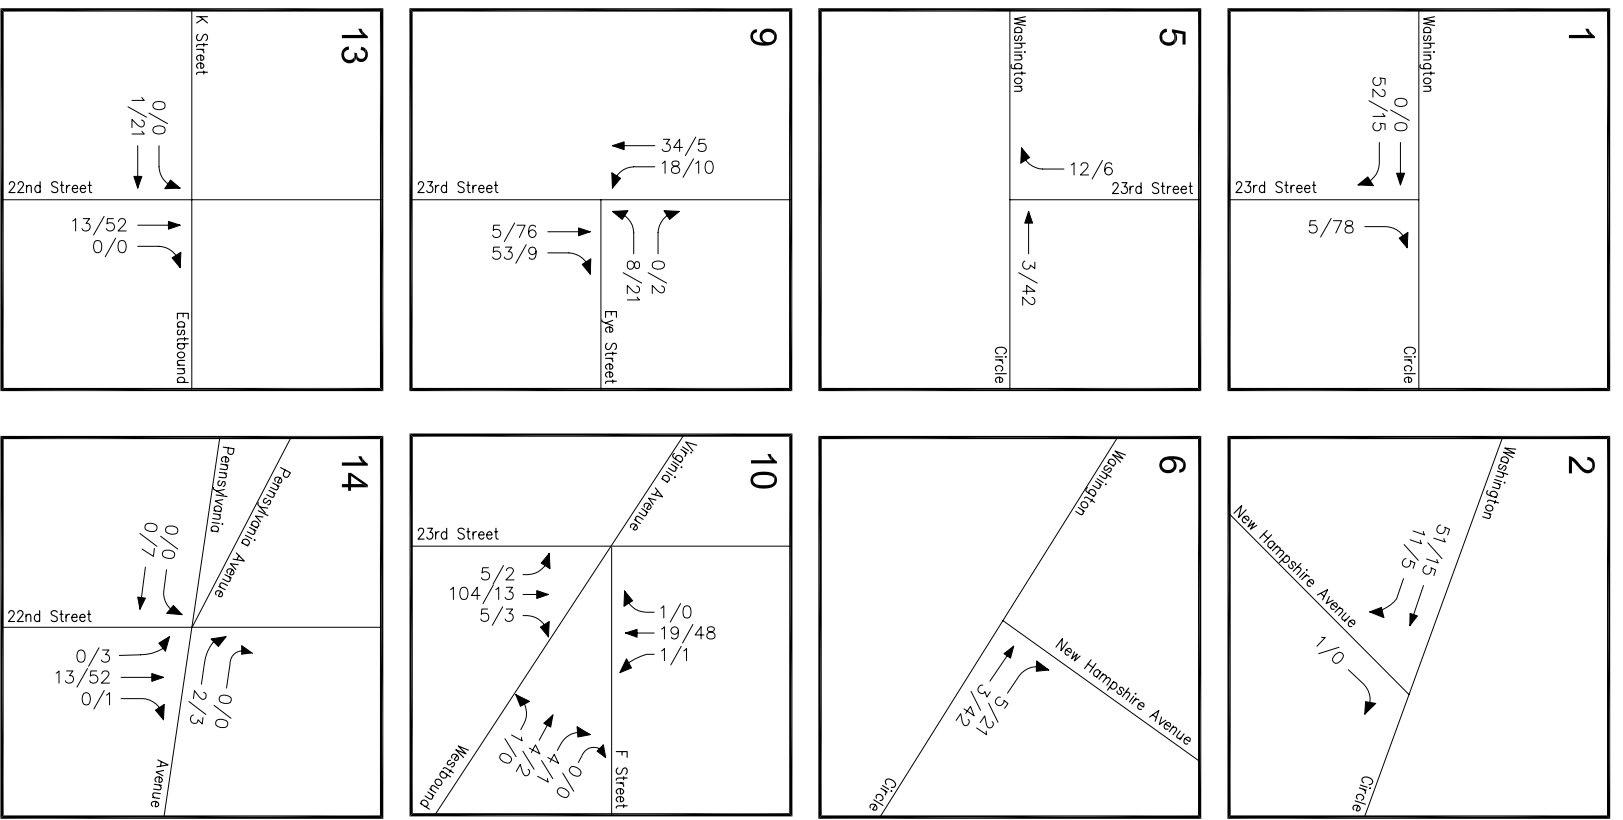 13
K Street
0/0
1/21
22nd Street
13/52
0/0
Eastbound
9
34/5
18/10
23rd Street
5/76
53/9
8/21
0/2
Eye Street
5
Washington
12/6
23rd Street
3/42
Circle
1
Washington
0/0
52/15
23rd Street
5/78
Circle
14
Pennsylvania
Pennsylvania Avenue
0/0
0/7
22nd Street
0/3
13/52
0/1
2/3
0/0
Avenue
10
Virginia Avenue
23rd Street
5/2
104/13
5/3
1/0
19/48
1/1
1/0
4/2
4/1
0/0
Westbound
F Street
6
Washington
New Hampshire Avenue
5/21
3/42
Circle
2
Washington
51/15
11/5
New Hampshire Avenue
1/0
Circle